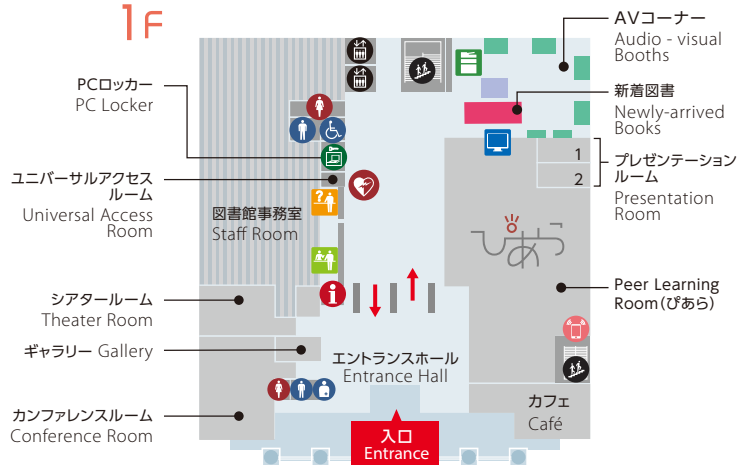 1F
PCロッカー
PC Locker
ユニバーサルアクセス
ルーム
Universal Access
Room
シアタールーム
Theater Room
ギャラリー Gallery
カンファレンスルーム
Conference Room
図書館事務室
Staff Room
?
i
エントランスホール
Entrance Hall
入口
Entrance
ぴあら
1
2
カフェ
Café
AVコーナー
Audio - visual
Booths
新着図書
Newly-arrived
Books
プレゼンテーション
ルーム
Presentation
Room
Peer Learning
Room(ぴあら)